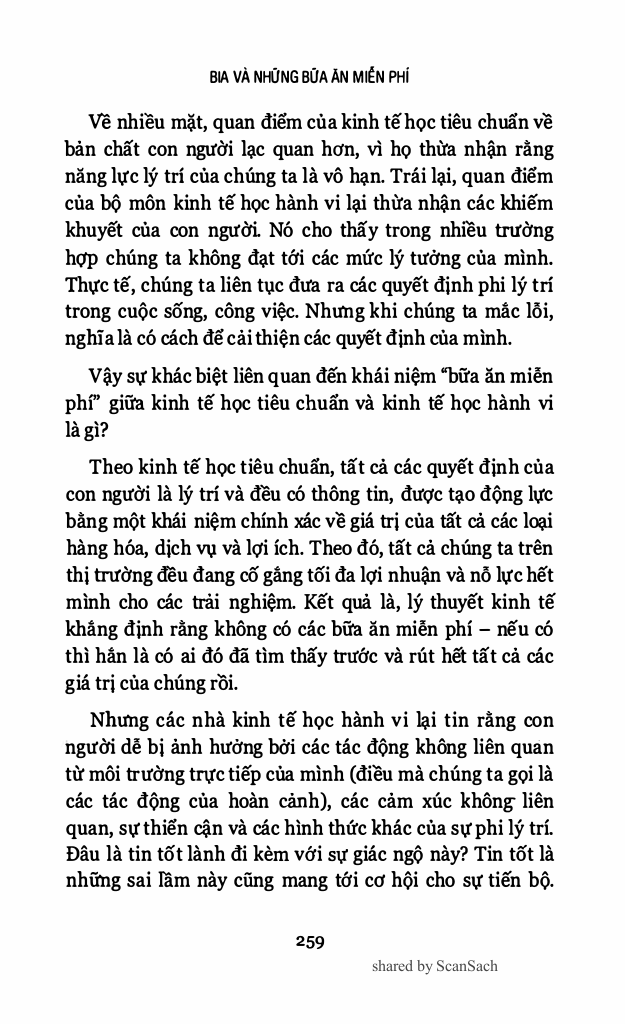 BIA VÀ NHỮNG BỮA ĂN MIỄN PHÍ
Về nhiều mặt, quan điểm của kinh tế học tiêu chuẩn về
bản chất con người lạc quan hơn, vì họ thừa nhận rằng
năng lực lý trí của chúng ta là vô hạn. Trái lại, quan điểm
của bộ môn kinh tế học hành vi lại thừa nhận các khiếm
khuyết của con người. Nó cho thấy trong nhiều trường
hợp chúng ta không đạt tới các mức lý tưởng của mình.
Thực tế, chúng ta liên tục đưa ra các quyết định phi lý trí
trong cuộc sống, công việc. Nhưng khi chúng ta mắc lỗi,
nghĩa là có cách để cải thiện các quyết định của mình.
Vậy sự khác biệt liên quan đến khái niệm “bữa ăn miễn
phí” giữa kinh tế học tiêu chuẩn và kinh tế học hành vi
là gì?
Theo kinh tế học tiêu chuẩn, tất cả các quyết định của
con người là lý trí và đều có thông tin, được tạo động lực
bằng một khái niệm chính xác về giá trị của tất cả các loại
hàng hóa, dịch vụ và lợi ích. Theo đó, tất cả chúng ta trên
thị trường đều đang cố gắng tối đa lợi nhuận và nỗ lực hết
mình cho các trải nghiệm. Kết quả là, lý thuyết kinh tế
khẳng định rằng không có các bữa ăn miễn phí – nếu có
thì hẳn là có ai đó đã tìm thấy trước và rút hết tất cả các
giá trị của chúng rồi.
Nhưng các nhà kinh tế học hành vi lại tin rằng con
người dễ bị ảnh hưởng bởi các tác động không liên quan
từ môi trường trực tiếp của mình (điều mà chúng ta gọi là
các tác động của hoàn cảnh), các cảm xúc không liên
quan, sự thiển cận và các hình thức khác của sự phi lý trí.
Đâu là tin tốt lành đi kèm với sự giác ngộ này? Tin tốt là
những sai lầm này cũng mang tới cơ hội cho sự tiến bộ.
259
shared by ScanSach